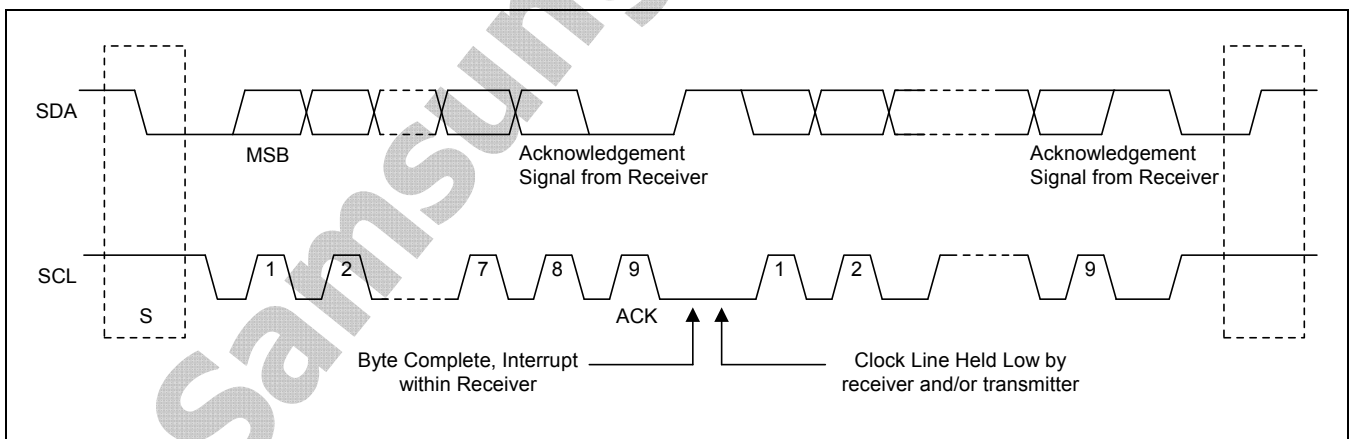 SDA
MSB
Acknowledgement
Signal from Receiver
Acknowledgement
Signal from Receiver
SCL
1
2
7
8
9
1
2
9
S
ACK
Byte Complete, Interrupt
within Receiver
Clock Line Held Low by
receiver and/or transmitter
Samsung